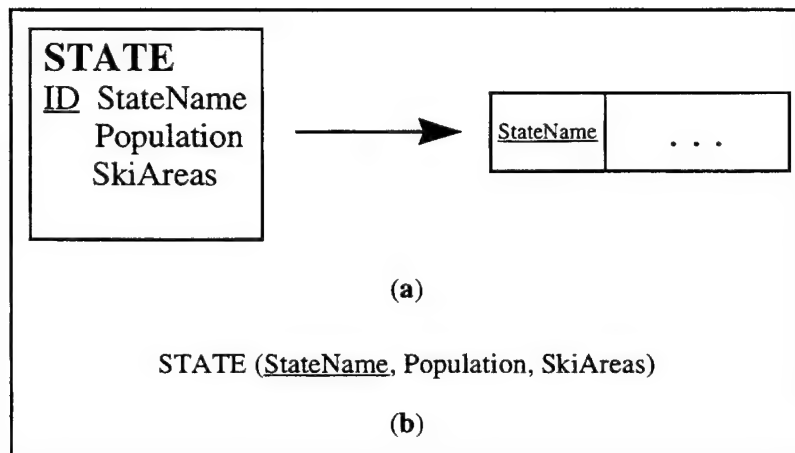 STATE
ID StateName
Population
SkiAreas
StateName . . .
(a)
STATE (StateName, Population, SkiAreas)
(b)